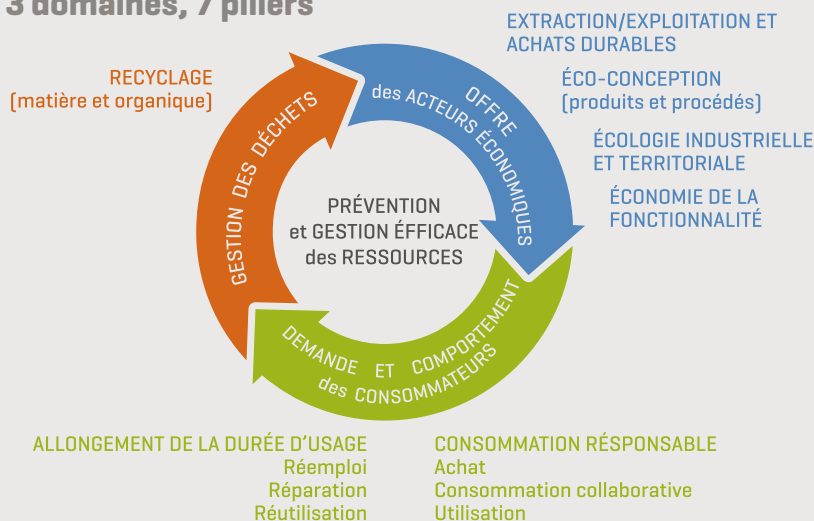 3 domaines, 7 piliers
EXTRACTION/EXPLOITATION ET
ACHATS DURABLES
ÉCO-CONCEPTION
(produits et procédés)
ÉCOLOGIE INDUSTRIELLE
ET TERRITORIALE
ÉCONOMIE DE LA
FONCTIONNALITÉ
RECYCLAGE
(matière et organique)
OFFRE
des ACTEURS ÉCONOMIQUES
GESTION DES DÉCHETS
PRÉVENTION
et GESTION ÉFFICACE
des RESSOURCES
DEMANDE ET COMPORTEMENT
des CONSOMMATEURS
ALLONGEMENT DE LA DURÉE D'USAGE
Réemploi
Réparation
Réutilisation
CONSOMMATION RÉSPONSABLE
Achat
Consommation collaborative
Utilisation